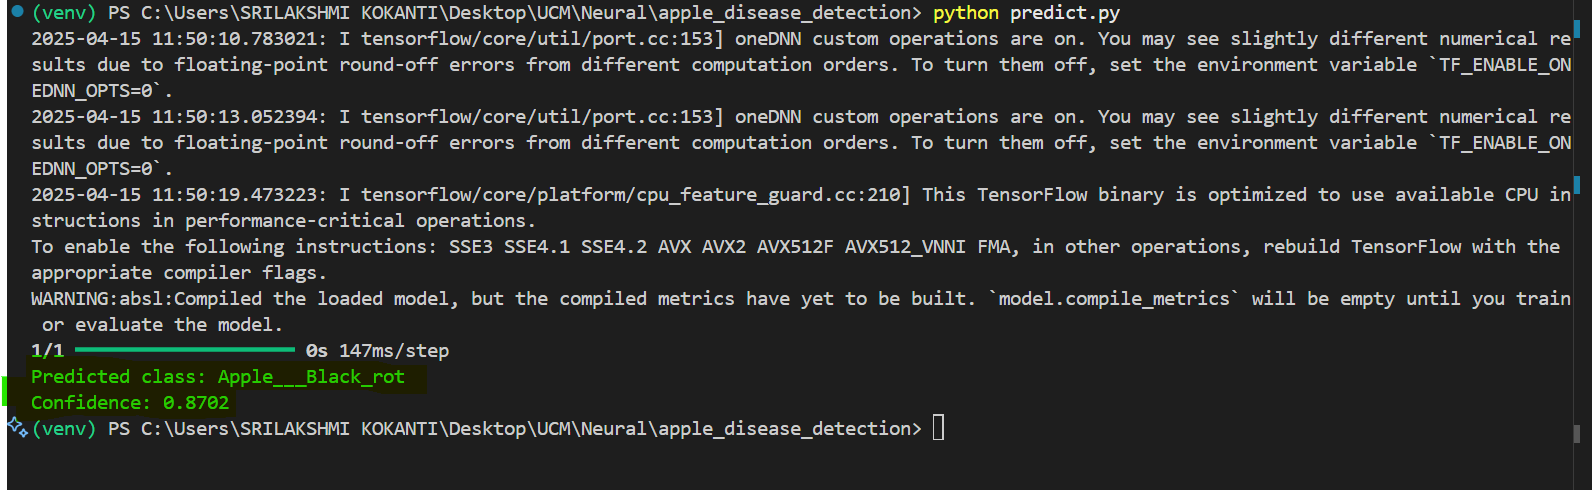 (venv) PS C:\Users\SRILAKSHMI KOKANTI\Desktop\UCM\Neural\apple_disease_detection> python predict.py
2025-04-15 11:50:10.783021: I tensorflow/core/util/port.cc:153] oneDNN custom operations are on. You may see slightly different numerical re
sults due to floating-point round-off errors from different computation orders. To turn them off, set the environment variable `TF_ENABLE_ON
EDNN_OPTS=0`.
2025-04-15 11:50:13.052394: I tensorflow/core/util/port.cc:153] oneDNN custom operations are on. You may see slightly different numerical re
sults due to floating-point round-off errors from different computation orders. To turn them off, set the environment variable `TF_ENABLE_ON
EDNN_OPTS=0`.
2025-04-15 11:50:19.473223: I tensorflow/core/platform/cpu_feature_guard.cc:210] This TensorFlow binary is optimized to use available CPU in
structions in performance-critical operations.
To enable the following instructions: SSE3 SSE4.1 SSE4.2 AVX AVX2 AVX512F AVX512_VNNI FMA, in other operations, rebuild TensorFlow with the
appropriate compiler flags.
WARNING:absl:Compiled the loaded model, but the compiled metrics have yet to be built. `model.compile_metrics` will be empty until you train
or evaluate the model.
1/1 0s 147ms/step
Predicted class: Apple___Black_rot
Confidence: 0.8702
(venv) PS C:\Users\SRILAKSHMI KOKANTI\Desktop\UCM\Neural\apple_disease_detection>